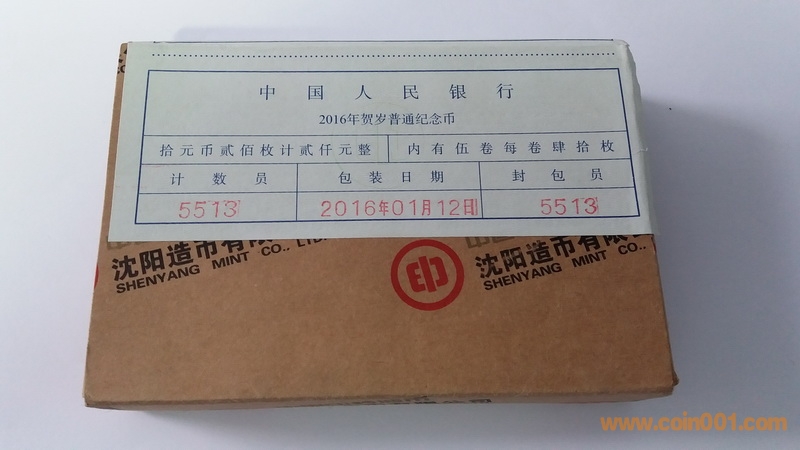 中国人民银行
2016年贺岁普通纪念币
拾元币贰佰枚计贰仟元整 内有伍卷每卷肆拾枚
计数员 包装日期 封包员
5513 2016年01月12日 5513
沈阳造币有限 沈阳造币有限
SHENYANG MINT CO., LTD. SHENYANG MINT CO.,
www.coin001.com